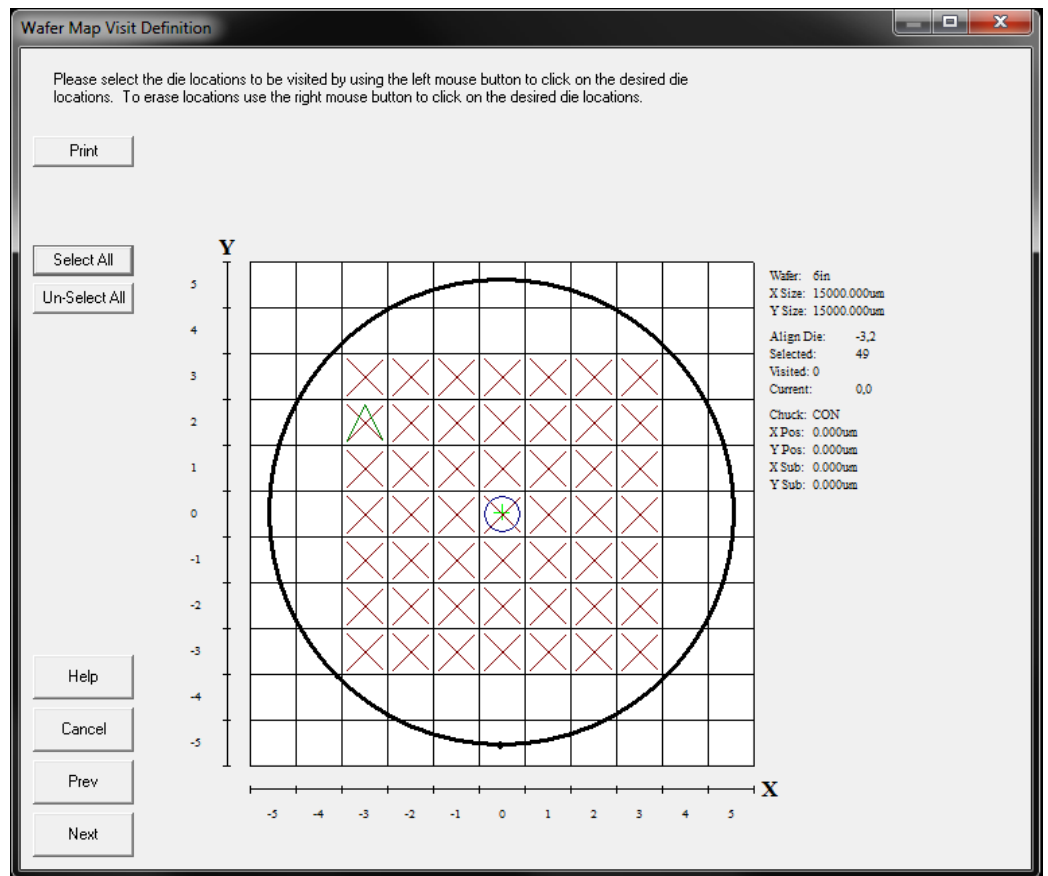 Wafer Map Visit Definition
Please select the die locations to be visited by using the left mouse button to click on the desired die
locations. To erase locations use the right mouse button to click on the desired die locations.
Print
Select All
Un-Select All
Y
5
4
3
2
1
0
-1
-2
-3
-4
-5
Wafer: 6in
X Size: 15000.000um
Y Size: 15000.000um
Align Die: -3,2
Selected: 49
Visited: 0
Current: 0,0
Chuck: CON
X Pos: 0.000um
Y Pos: 0.000um
X Sub: 0.000um
Y Sub: 0.000um
Help
Cancel
Prev
Next
X
-5 -4 -3 -2 -1 0 1 2 3 4 5